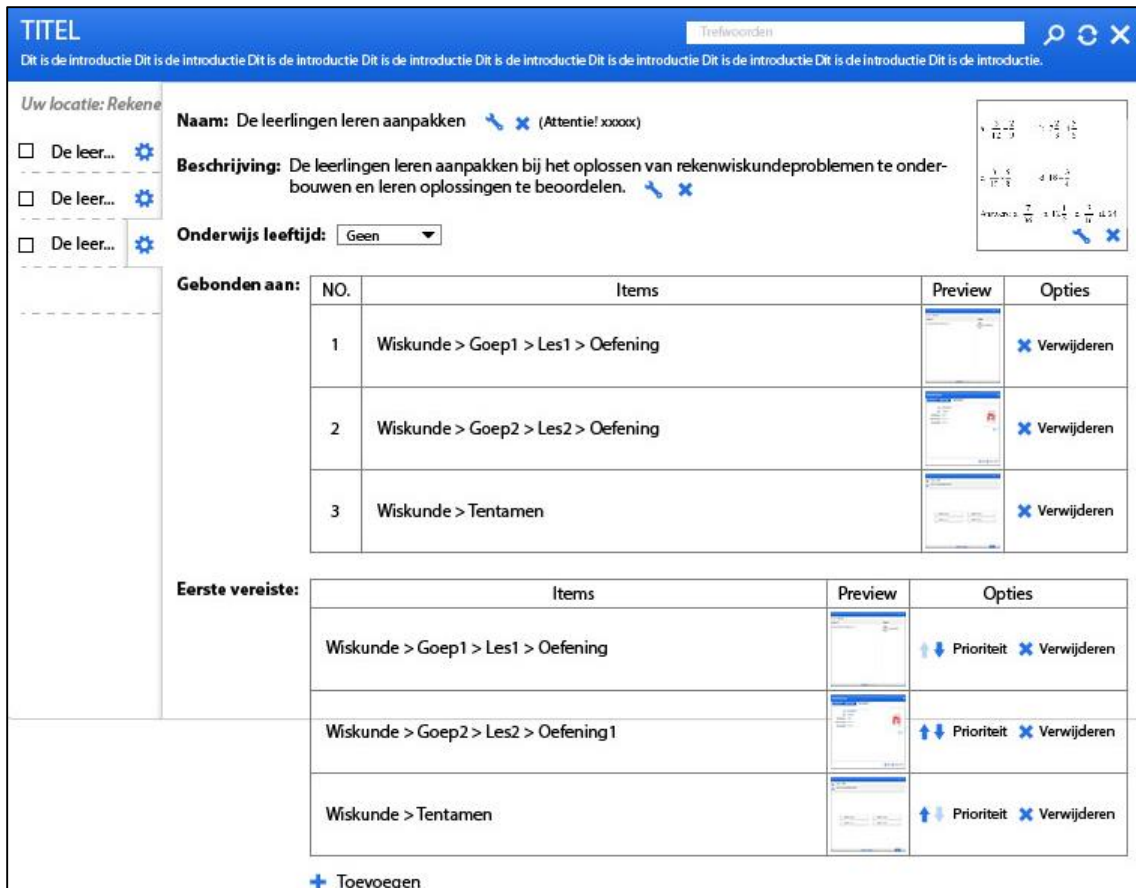 TITEL
Trefwoorden
Dit is de introductie Dit is de introductie Dit is de introductie Dit is de introductie Dit is de introductie Dit is de introductie Dit is de introductie Dit is de introductie Dit is de introductie.
Uw locatie: Rekene
De leer...
De leer...
De leer...
Naam: De leerlingen leren aanpakken (Attentie! xxxxx)
Beschrijving: De leerlingen leren aanpakken bij het oplossen van rekenwiskundeproblemen te onder-
bouwen en leren oplossingen te beoordelen.
Onderwijs leeftijd: Geen
Gebonden aan:
NO. Items Preview Opties
1 Wiskunde > Goep1 > Les1 > Oefening Verwijderen
2 Wiskunde > Goep2 > Les2 > Oefening Verwijderen
3 Wiskunde > Tentamen Verwijderen
Eerste vereiste:
Items Preview Opties
Wiskunde > Goep1 > Les1 > Oefening Prioriteit Verwijderen
Wiskunde > Goep2 > Les2 > Oefening1 Prioriteit Verwijderen
Wiskunde > Tentamen Prioriteit Verwijderen
Toevoegen